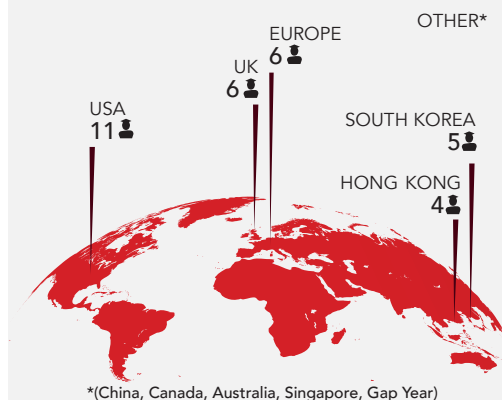 OTHER*
EUROPE
6
UK
6
USA
11
SOUTH KOREA
5
HONG KONG
4
*(China, Canada, Australia, Singapore, Gap Year)